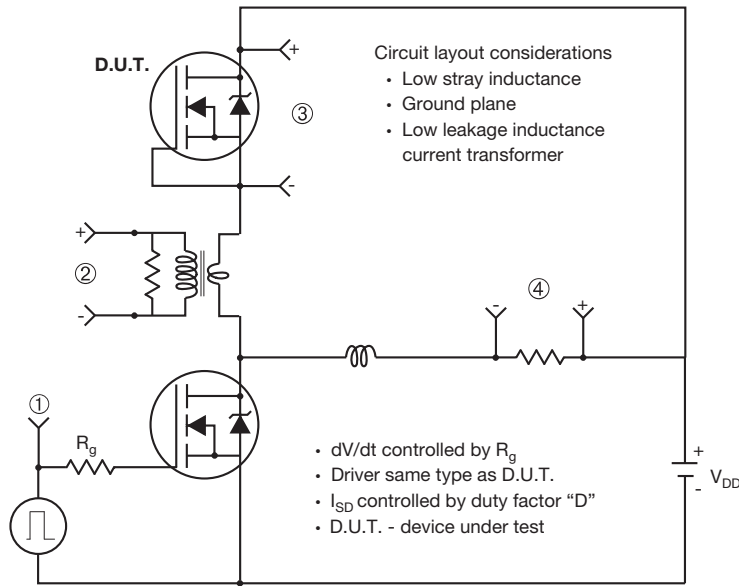 D.U.T.
+
③
-
Circuit layout considerations
• Low stray inductance
• Ground plane
• Low leakage inductance
current transformer
+
②
-
④
-
+
①
Rg
• dV/dt controlled by Rg
• Driver same type as D.U.T.
• ISD controlled by duty factor “D”
• D.U.T. - device under test
+
-
VDD